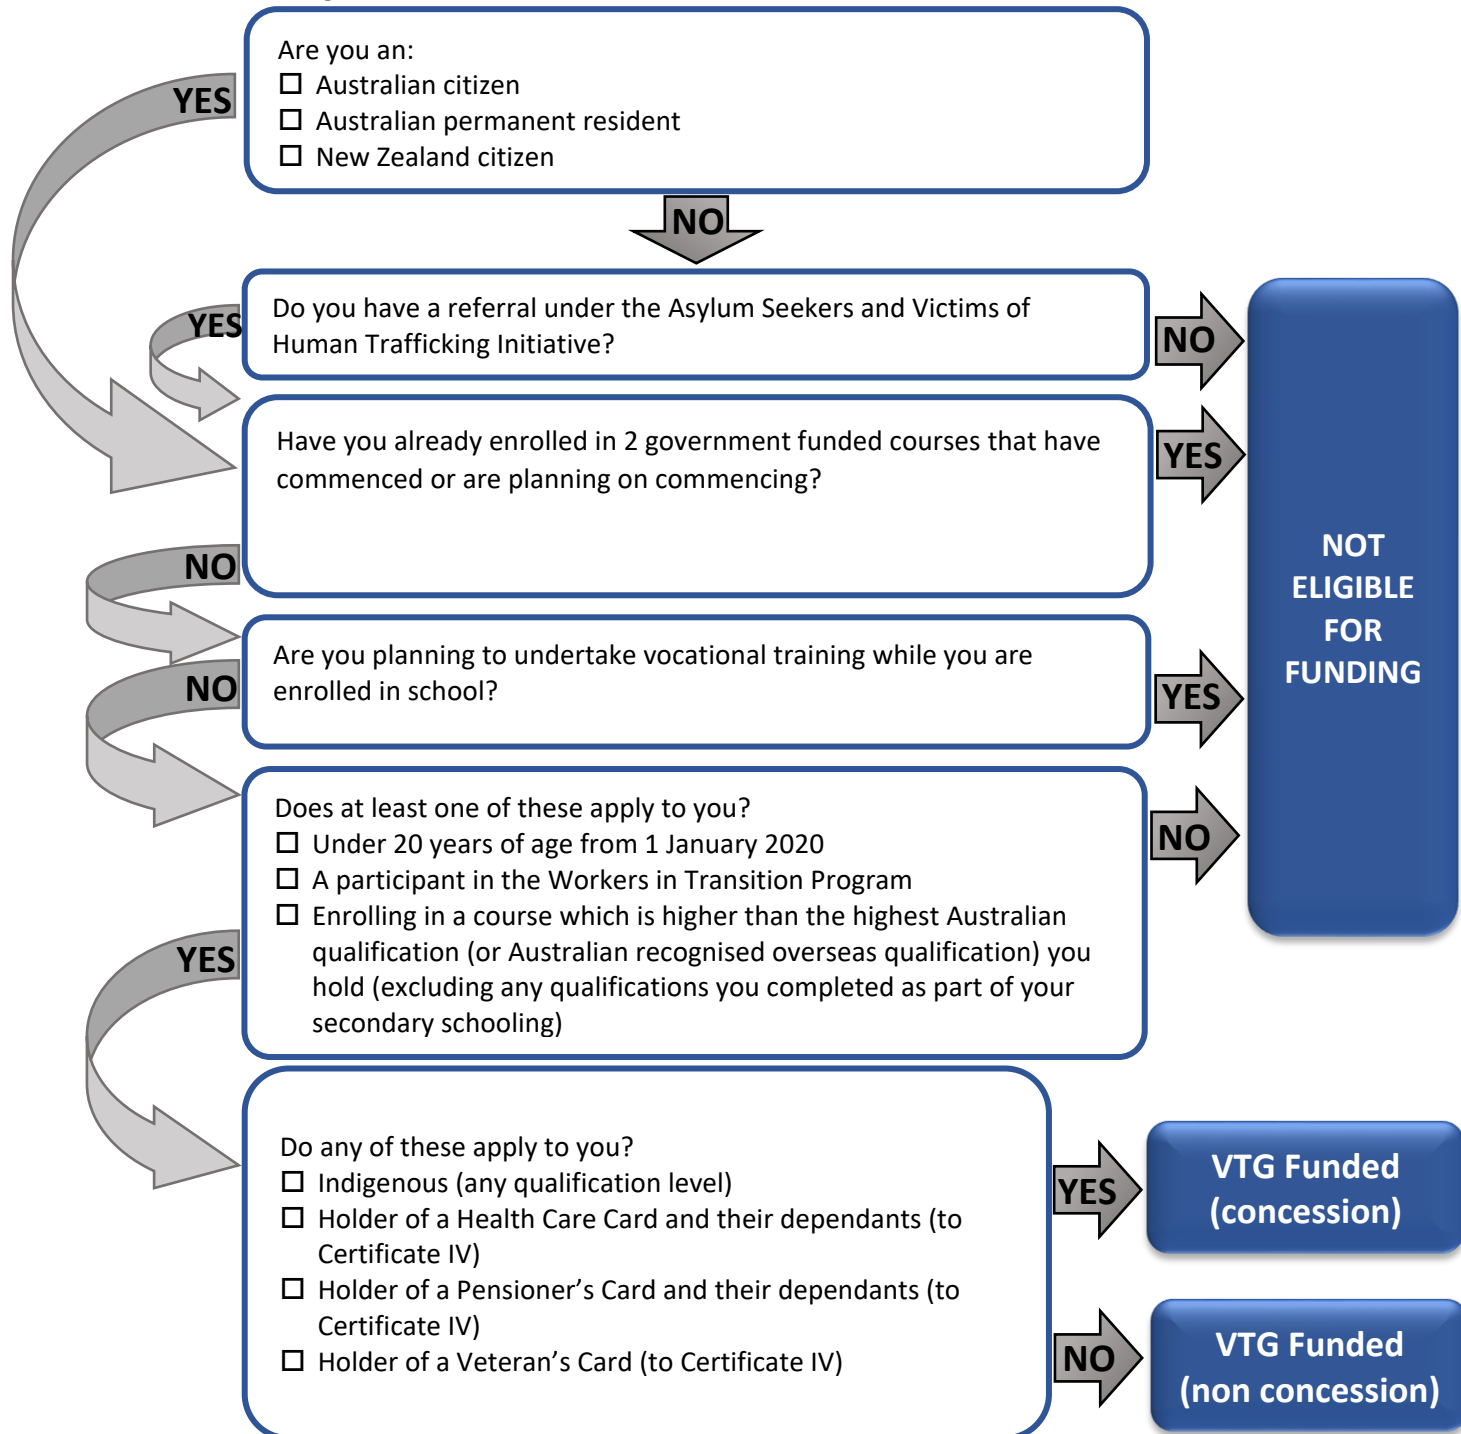 Are you an:
☐ Australian citizen
☐ Australian permanent resident
☐ New Zealand citizen
YES
NO
Do you have a referral under the Asylum Seekers and Victims of
Human Trafficking Initiative?
YES
NO
Have you already enrolled in 2 government funded courses that have
commenced or are planning on commencing?
YES
NO
Are you planning to undertake vocational training while you are
enrolled in school?
NO
YES
NOT
ELIGIBLE
FOR
FUNDING
Does at least one of these apply to you?
☐ Under 20 years of age from 1 January 2020
☐ A participant in the Workers in Transition Program
☐ Enrolling in a course which is higher than the highest Australian
qualification (or Australian recognised overseas qualification) you
hold (excluding any qualifications you completed as part of your
secondary schooling)
NO
YES
Do any of these apply to you?
☐ Indigenous (any qualification level)
☐ Holder of a Health Care Card and their dependants (to
Certificate IV)
☐ Holder of a Pensioner’s Card and their dependants (to
Certificate IV)
☐ Holder of a Veteran’s Card (to Certificate IV)
YES
VTG Funded
(concession)
NO
VTG Funded
(non concession)